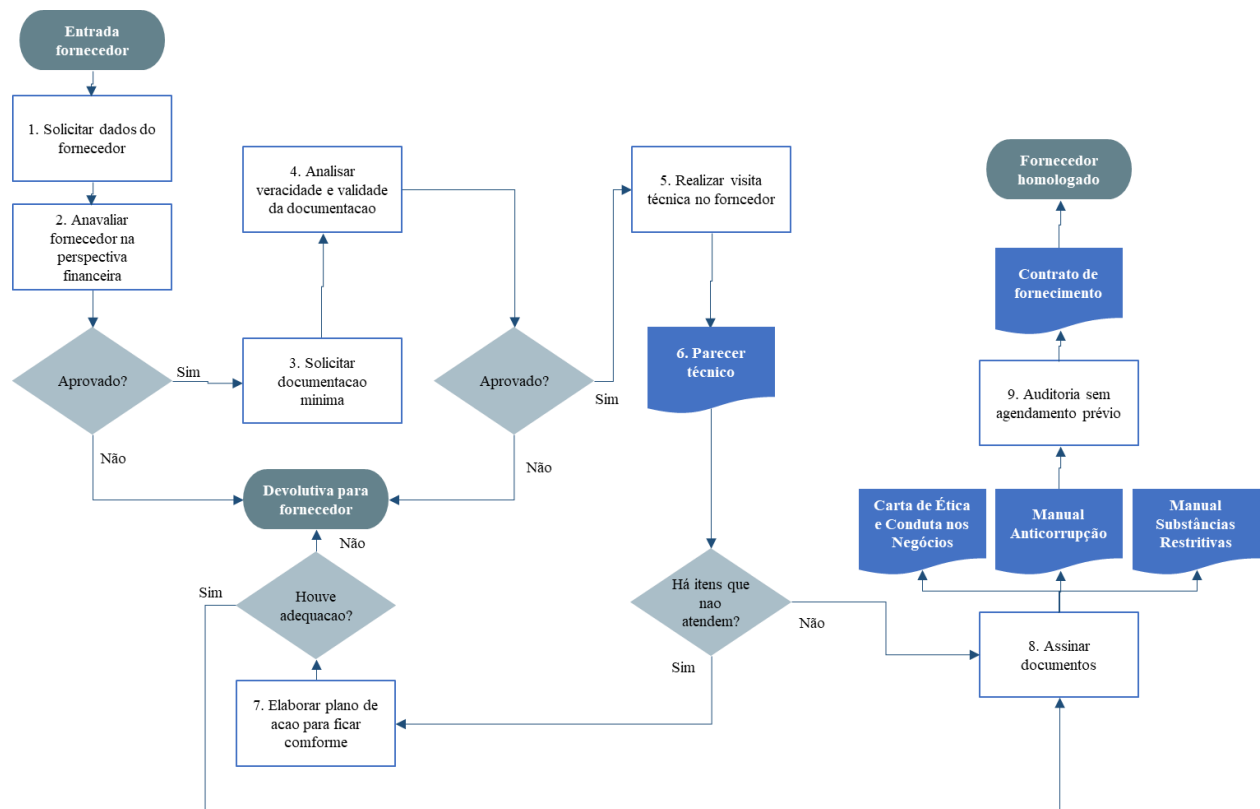 Entrada
fornecedor
1. Solicitar dados do
fornecedor
2. Anavaliar
fornecedor na
perspectiva
financeira
Aprovado?
Sim
Não
3. Solicitar
documentacao
minima
4. Analisar
veracidade e validade
da documentacao
Aprovado?
Sim
Não
Devolutiva para
fornecedor
5. Realizar visita
técnica no forncedor
6. Parecer
técnico
Há itens que
nao
atendem?
Não
Sim
7. Elaborar plano de
acao para ficar
comforme
Houve
adequacao?
Não
Sim
8. Assinar
documentos
Carta de Ética
e Conduta nos
Negócios
Manual
Anticorrupção
Manual
Substâncias
Restritivas
9. Auditoria sem
agendamento prévio
Contrato de
fornecimento
Fornecedor
homologado